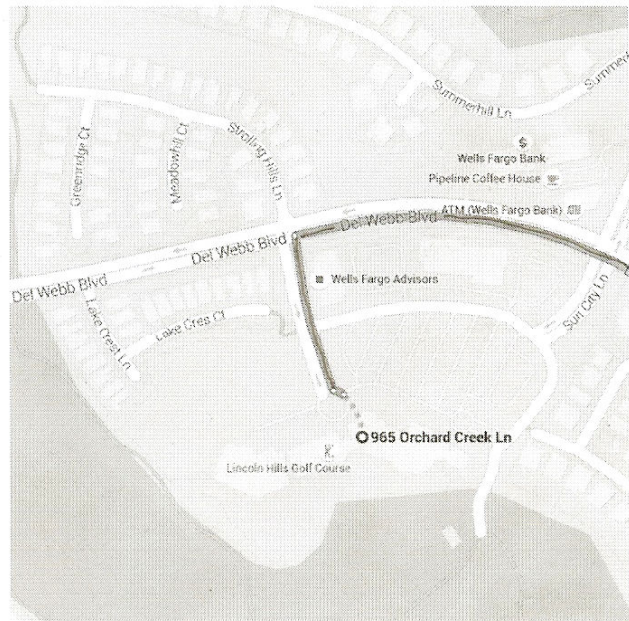 Summerhill Ln
Greenridge Ct
Meadowhill Ct
Strolling Hills Ln
$
Wells Fargo Bank
Pipeline Coffee House
ATM (Wells Fargo Bank)
Del Webb Blvd
Del Webb Blvd
Del Webb Blvd
Wells Fargo Advisors
Sun City Ln
Lake Crest Ln
Lake Crest Ct
965 Orchard Creek Ln
Lincoln Hills Golf Course